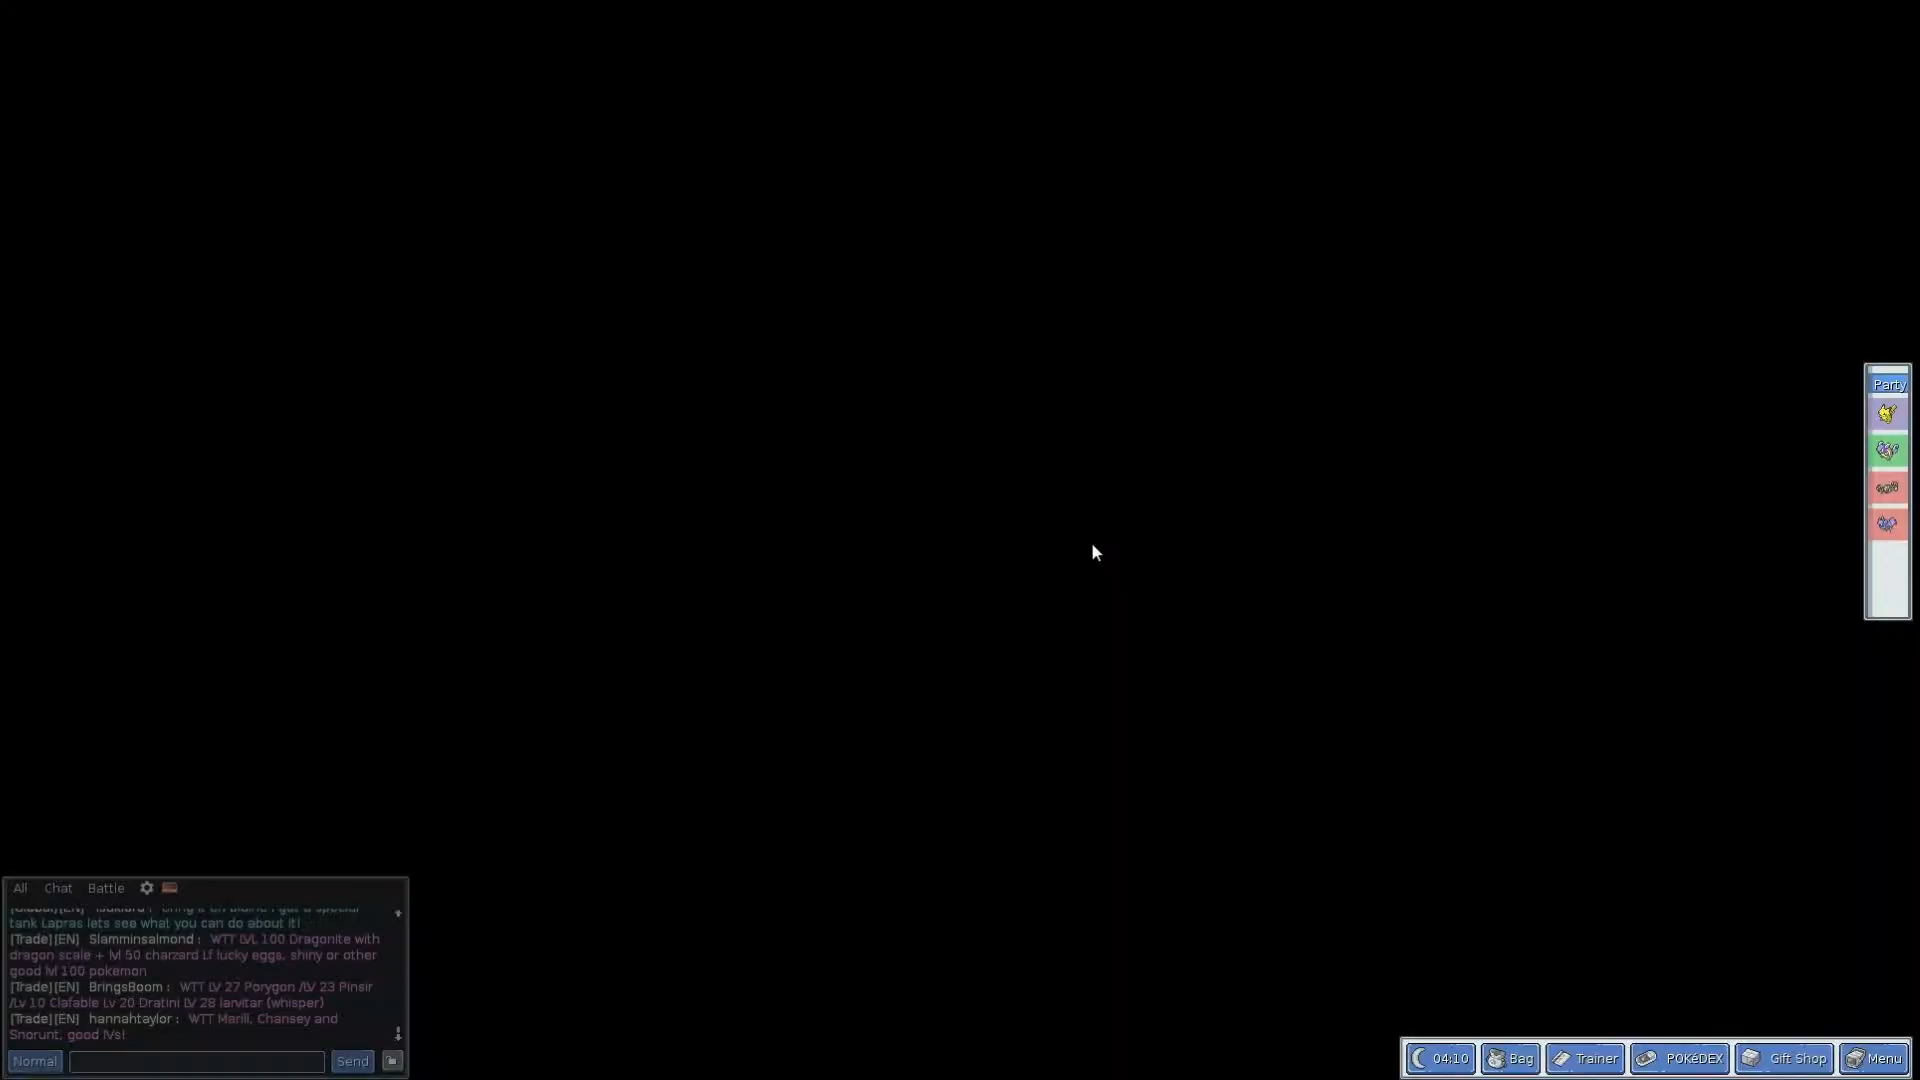 Party
All Chat Battle
tank Lapras lets see what you can do about it!
[Trade][EN] Slamminsalmond : WTT LVL 100 Dragonite with
dragon scale + lvl 50 charzard Lf lucky eggs, shiny or other
good lvl 100 pokemon
[Trade][EN] BringsBoom : WTT LV 27 Porygon /LV 23 Pinsir
/Lv 10 Clafable Lv 20 Dratini LV 28 larvitar (whisper)
[Trade][EN] hannahtaylor : WTT Marill, Chansey and
Snorunt, good IVs!
Normal Send
04:10 Bag Trainer POKéDEX Gift Shop Menu